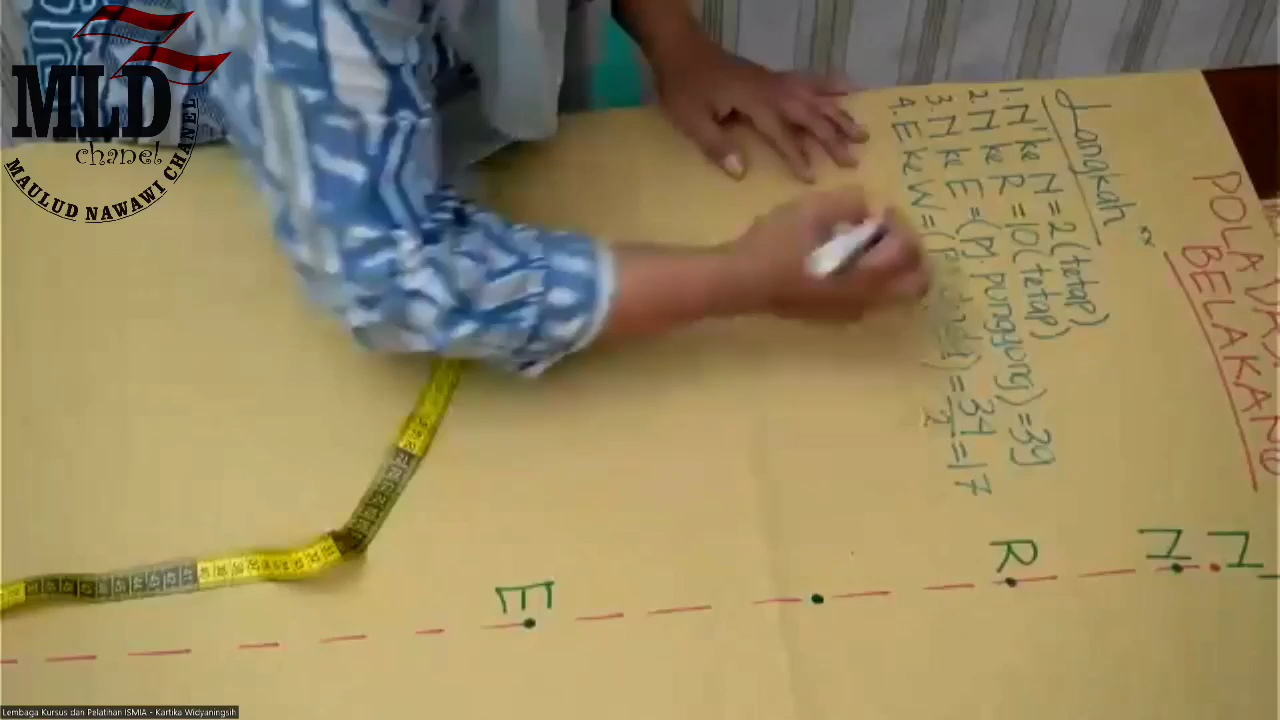 MLD
chanel
MAULUD NAWAWI CHANEL
POLA
BELAKANG
Langkah
1. N' ke N = 2 (tetap)
2. N ke R = 10 (tetap)
3. N ke E = (P. punggung) = 39
4. E ke W = ( = 34/2 = 17
N'
N
R
E
Lembaga Kursus dan Pelatihan ISMIA - Kartika Widyaningsih